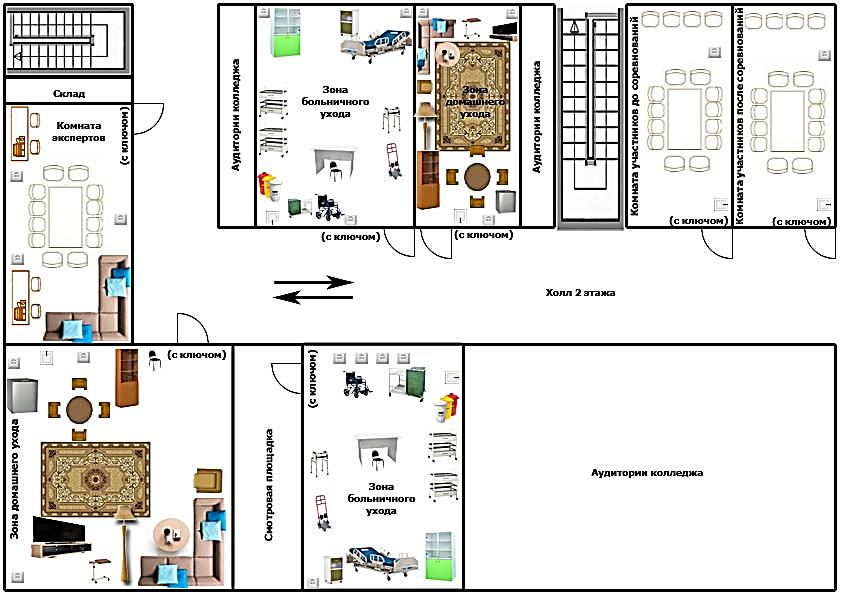 Склад
Комната
экспертов
(с ключом)
Аудитории колледжа
Зона
больничного
ухода
(с ключом)
Зона
домашнего
ухода
(с ключом)
Аудитории колледжа
Комната участников до соревнований
(с ключом)
Комната участников после соревнований
(с ключом)
Холл 2 этажа
Зона домашнего ухода
(с ключом)
Смотровая площадка
(с ключом)
Зона
больничного
ухода
Аудитории колледжа